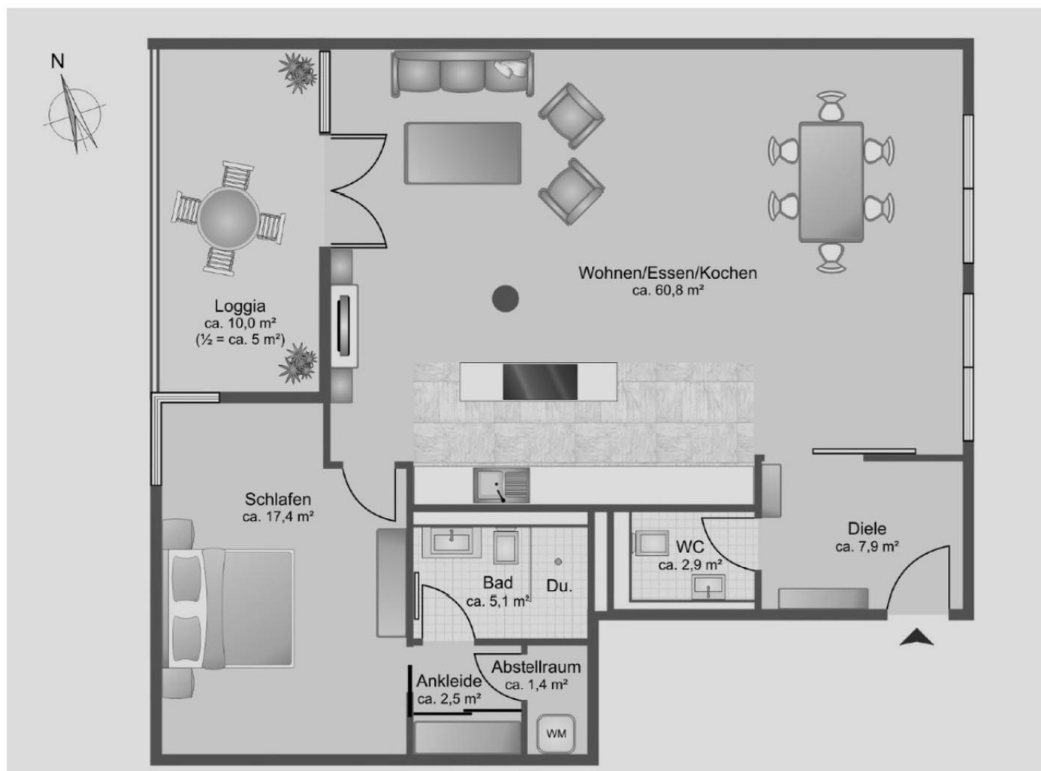 N
Wohnen/Essen/Kochen
ca. 60,8 m²
Loggia
ca. 10,0 m²
(½ = ca. 5 m²)
Schlafen
ca. 17,4 m²
Diele
ca. 7,9 m²
WC
ca. 2,9 m²
Bad
ca. 5,1 m²
Du.
Ankleide
ca. 2,5 m²
Abstellraum
ca. 1,4 m²
WM